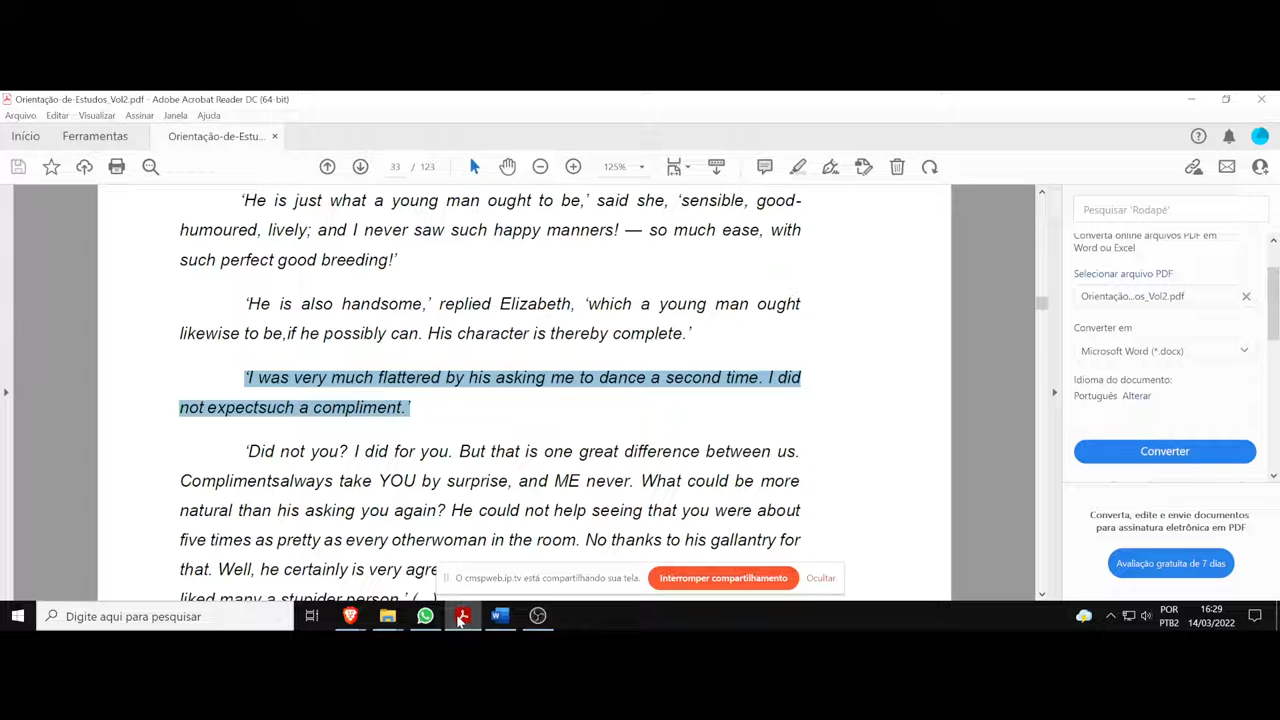 Orientação-de-Estudos_Vol2.pdf - Adobe Acrobat Reader DC (64-bit)
Arquivo Editar Visualizar Assinar Janela Ajuda
Início Ferramentas Orientação-de-Estu... ×
33 / 123 125%
‘He is just what a young man ought to be,’ said she, ‘sensible, good-
humoured, lively; and I never saw such happy manners! — so much ease, with
such perfect good breeding!’
‘He is also handsome,’ replied Elizabeth, ‘which a young man ought
likewise to be,if he possibly can. His character is thereby complete.’
‘I was very much flattered by his asking me to dance a second time. I did
not expectsuch a compliment.’
‘Did not you? I did for you. But that is one great difference between us.
Complimentsalways take YOU by surprise, and ME never. What could be more
natural than his asking you again? He could not help seeing that you were about
five times as pretty as every otherwoman in the room. No thanks to his gallantry for
that. Well, he certainly is very agre
liked many a stupider person.’ (...)
Pesquisar 'Rodapé'
Converta online arquivos PDF em
Word ou Excel
Selecionar arquivo PDF
Orientação...os_Vol2.pdf
Converter em
Microsoft Word (*.docx)
Idioma do documento:
Português Alterar
Converter
Converta, edite e envie documentos
para assinatura eletrônica em PDF
Avaliação gratuita de 7 dias
O cmspweb.ip.tv está compartilhando sua tela. Interromper compartilhamento Ocultar
Digite aqui para pesquisar
POR
PTB2
16:29
14/03/2022